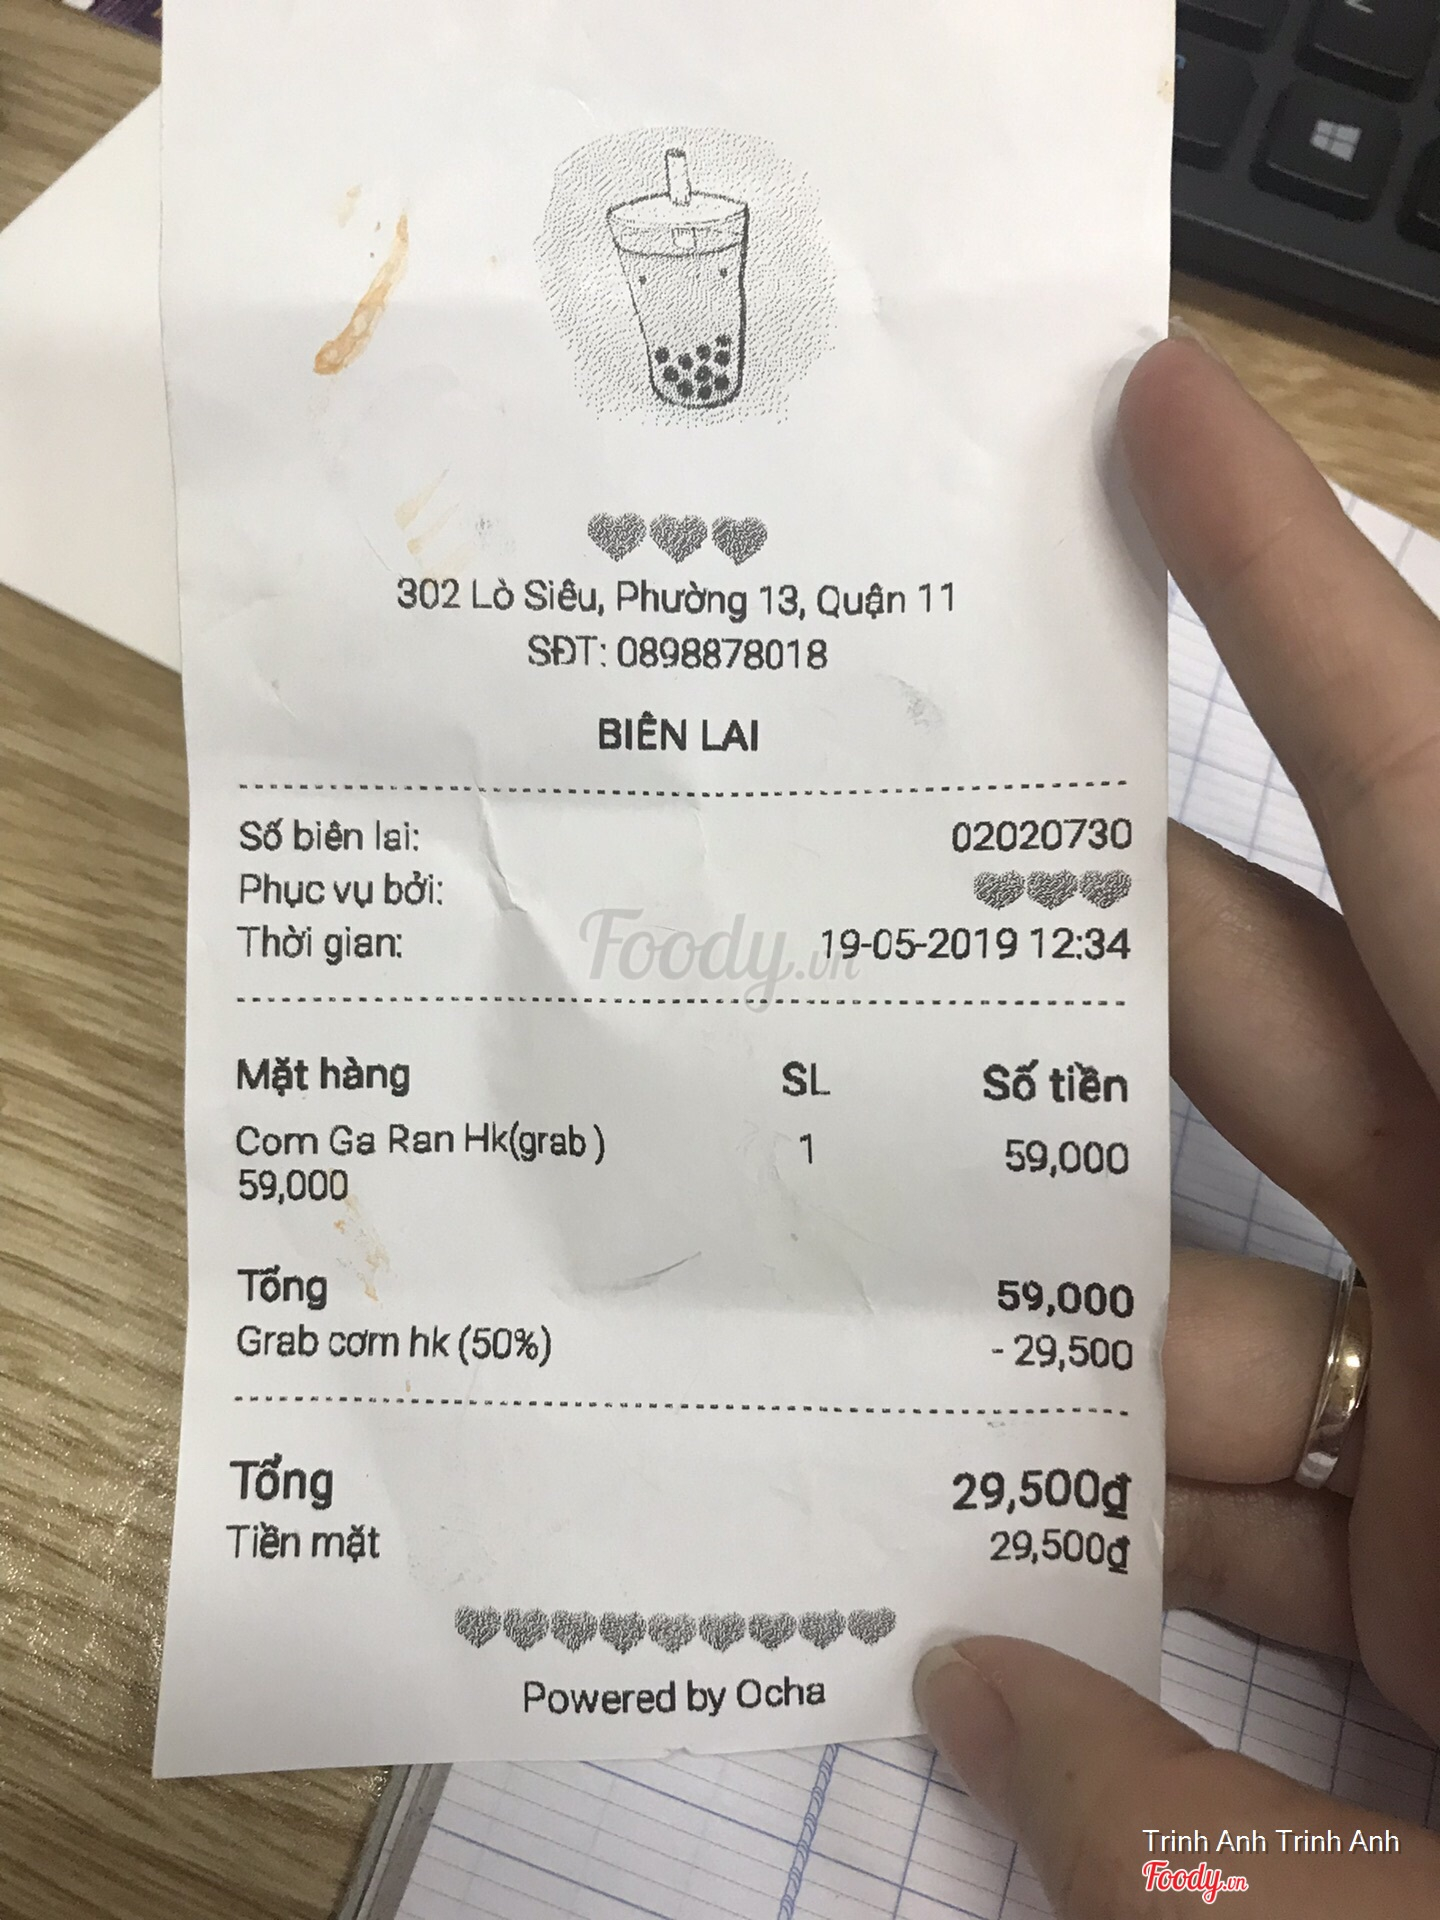 302 Lò Siêu, Phường 13, Quận 11
SĐT: 0898878018
BIÊN LAI
Số biên lai: 02020730
Phục vụ bởi:
Thời gian: 19-05-2019 12:34
Foody.vn
Mặt hàng SL Số tiền
Com Ga Ran Hk(grab) 1 59,000
59,000
Tổng 59,000
Grab cơm hk (50%) - 29,500
Tổng 29,500₫
Tiền mặt 29,500₫
Powered by Ocha
Trinh Anh Trinh Anh
Foody.vn